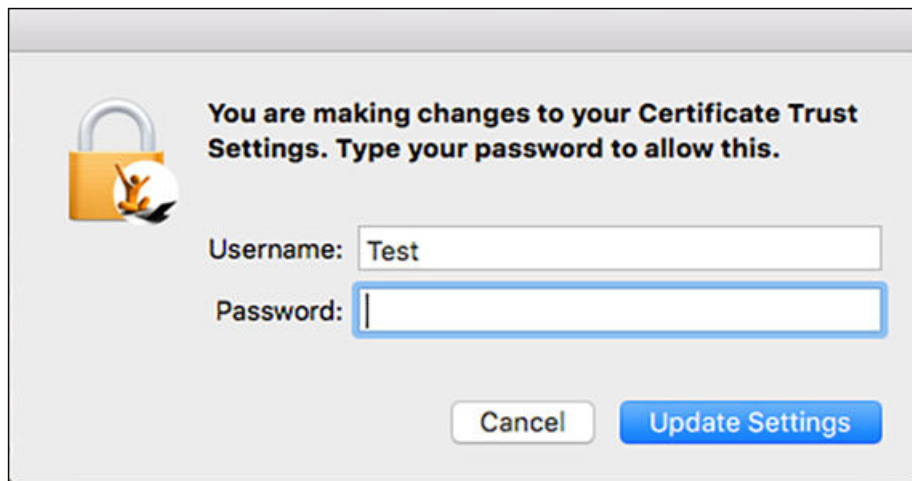 You are making changes to your Certificate Trust
Settings. Type your password to allow this.
Username: Test
Password:
Cancel Update Settings